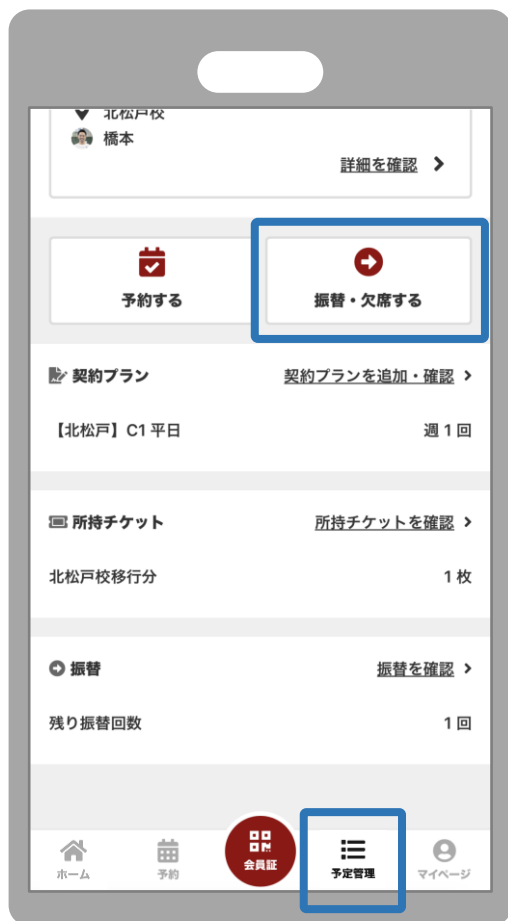 北松戸校
橋本
詳細を確認
予約する
振替・欠席する
契約プラン 契約プランを追加・確認
【北松戸】C1 平日 週1回
所持チケット 所持チケットを確認
北松戸校移行分 1枚
振替 振替を確認
残り振替回数 1回
ホーム 予約 会員証 予定管理 マイページ